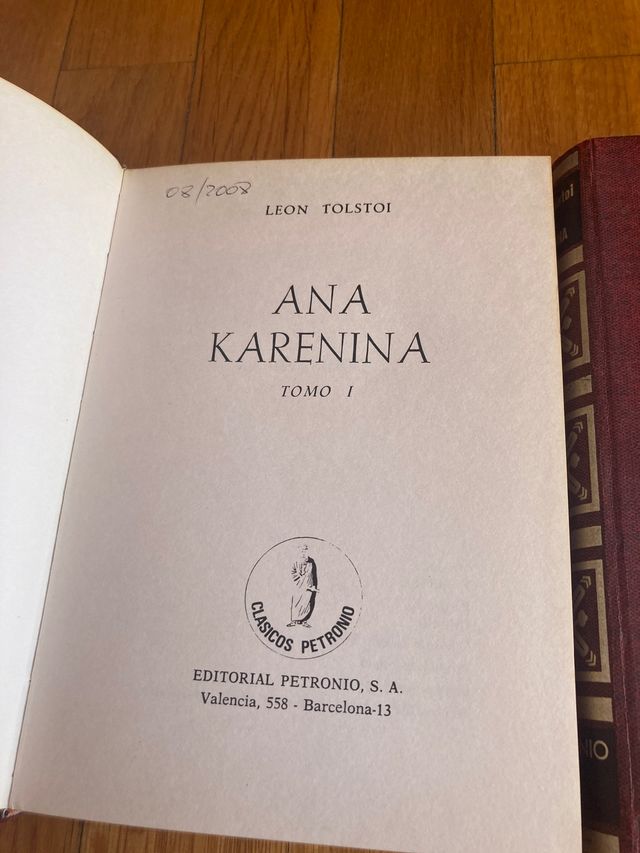 08/2008
LEON TOLSTOI
ANA
KARENINA
TOMO I
CLASICOS PETRONIO
EDITORIAL PETRONIO, S. A.
Valencia, 558 - Barcelona-13